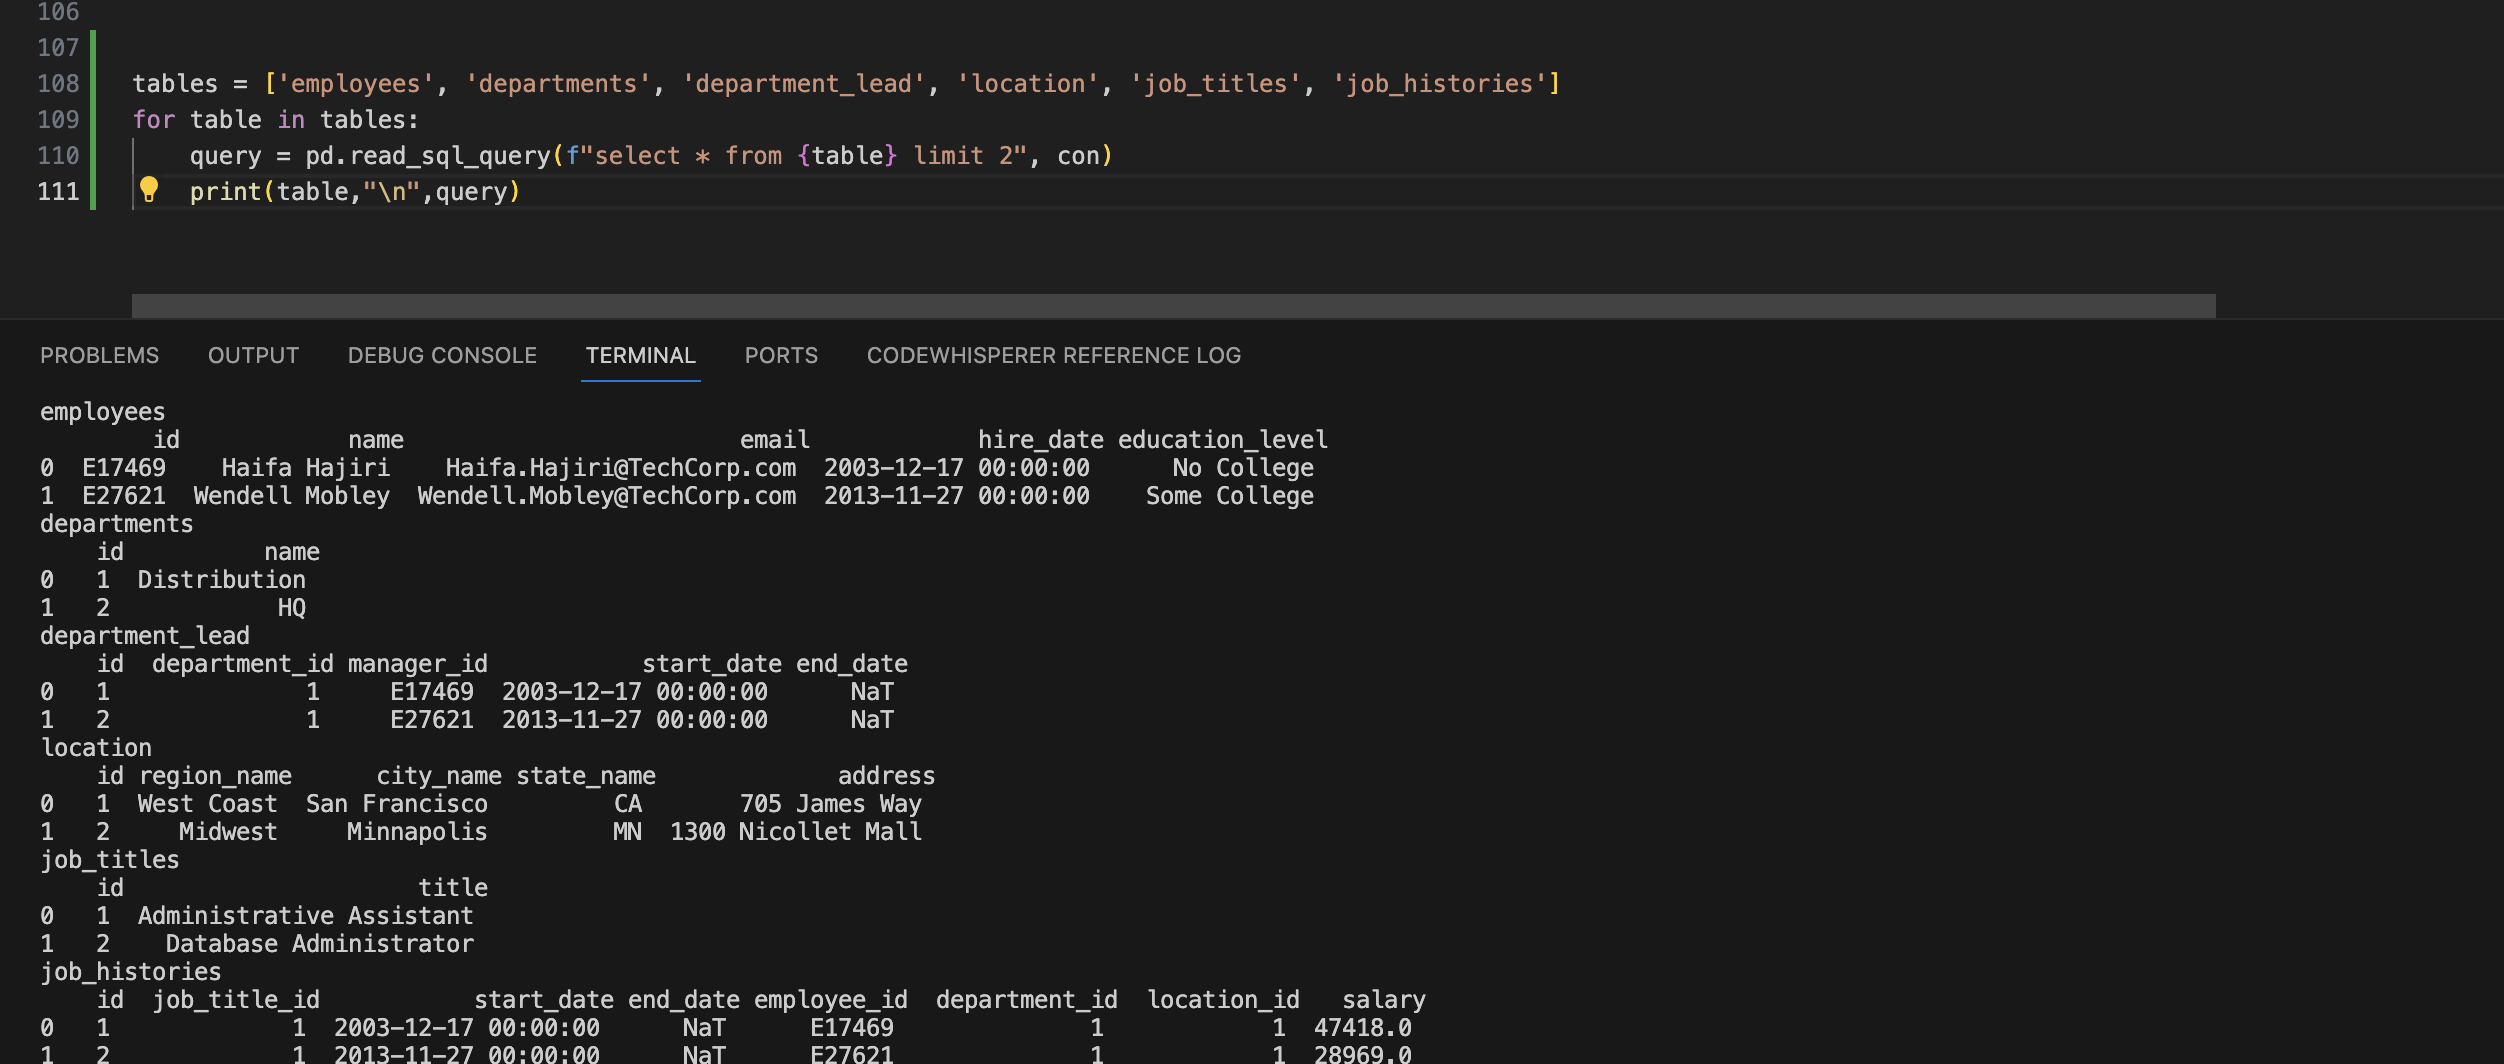 106
107
108 tables = ['employees', 'departments', 'department_lead', 'location', 'job_titles', 'job_histories']
109 for table in tables:
110 query = pd.read_sql_query(f"select * from {table} limit 2", con)
111 print(table,"\n",query)
PROBLEMS OUTPUT DEBUG CONSOLE TERMINAL PORTS CODEWHISPERER REFERENCE LOG
employees
id name email hire_date education_level
0 E17469 Haifa Hajiri Haifa.Hajiri@TechCorp.com 2003-12-17 00:00:00 No College
1 E27621 Wendell Mobley Wendell.Mobley@TechCorp.com 2013-11-27 00:00:00 Some College
departments
id name
0 1 Distribution
1 2 HQ
department_lead
id department_id manager_id start_date end_date
0 1 1 E17469 2003-12-17 00:00:00 NaT
1 2 1 E27621 2013-11-27 00:00:00 NaT
location
id region_name city_name state_name address
0 1 West Coast San Francisco CA 705 James Way
1 2 Midwest Minnapolis MN 1300 Nicollet Mall
job_titles
id title
0 1 Administrative Assistant
1 2 Database Administrator
job_histories
id job_title_id start_date end_date employee_id department_id location_id salary
0 1 1 2003-12-17 00:00:00 NaT E17469 1 1 47418.0
1 2 1 2013-11-27 00:00:00 NaT E27621 1 1 28969.0